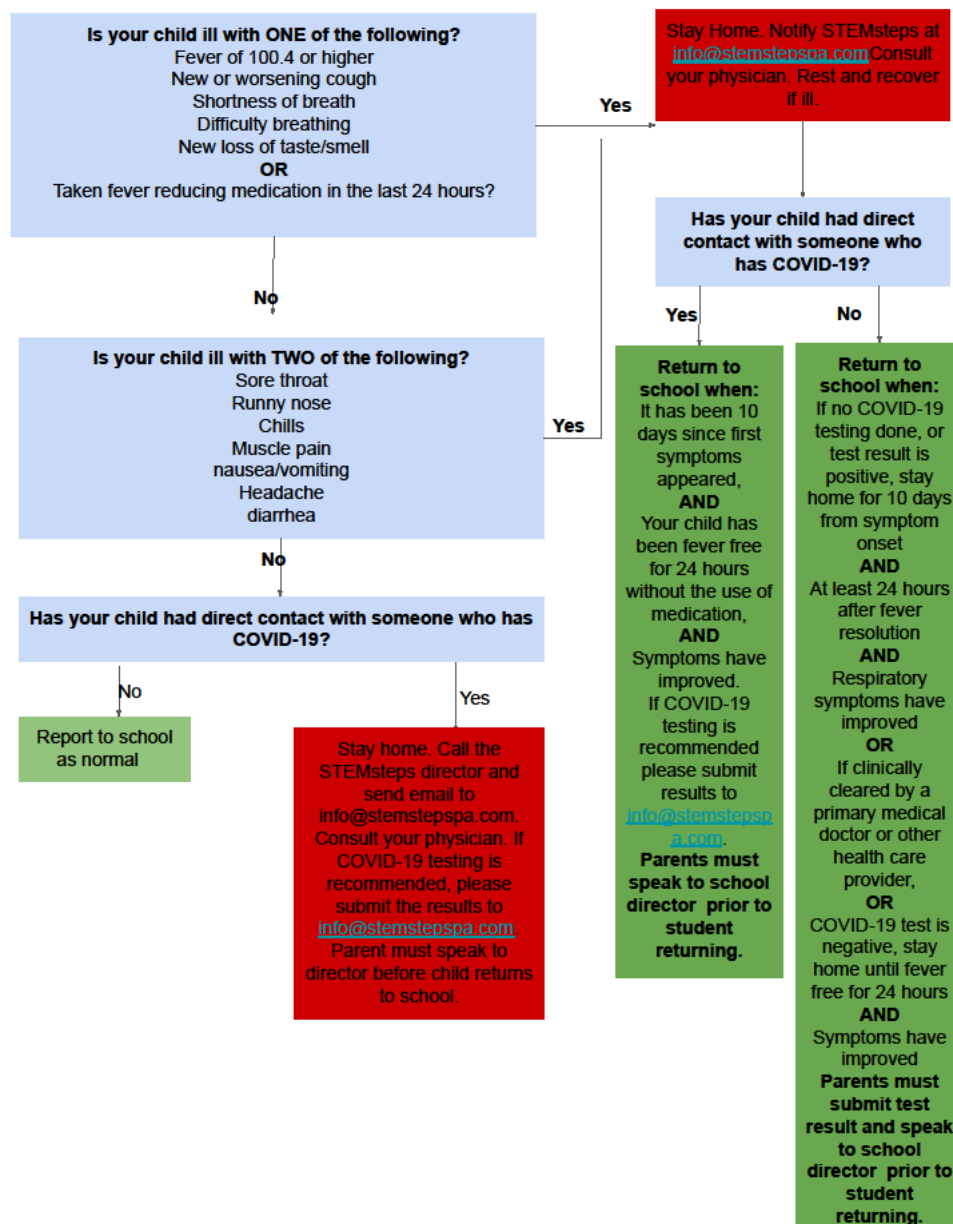 Is your child ill with ONE of the following?
Fever of 100.4 or higher
New or worsening cough
Shortness of breath
Difficulty breathing
New loss of taste/smell
OR
Taken fever reducing medication in the last 24 hours?
Yes
Stay Home. Notify STEMsteps at
info@stemstepspa.comConsult
your physician. Rest and recover
if ill.
No
Has your child had direct
contact with someone who
has COVID-19?
Is your child ill with TWO of the following?
Sore throat
Runny nose
Chills
Muscle pain
nausea/vomiting
Headache
diarrhea
Yes
No
Has your child had direct contact with someone who has
COVID-19?
No
Report to school
as normal
Yes
Stay home. Call the
STEMsteps director and
send email to
info@stemstepspa.com.
Consult your physician. If
COVID-19 testing is
recommended, please
submit the results to
info@stemstepspa.com.
Parent must speak to
director before child returns
to school.
Yes
Return to
school when:
It has been 10
days since first
symptoms
appeared,
AND
Your child has
been fever free
for 24 hours
without the use of
medication,
AND
Symptoms have
improved.
If COVID-19
testing is
recommended
please submit
results to
info@stemstepsp
a.com.
Parents must
speak to school
director prior to
student
returning.
No
Return to
school when:
If no COVID-19
testing done, or
test result is
positive, stay
home for 10 days
from symptom
onset
AND
At least 24 hours
after fever
resolution
AND
Respiratory
symptoms have
improved
OR
If clinically
cleared by a
primary medical
doctor or other
health care
provider,
OR
COVID-19 test is
negative, stay
home until fever
free for 24 hours
AND
Symptoms have
improved
Parents must
submit test
result and speak
to school
director prior to
student
returning.